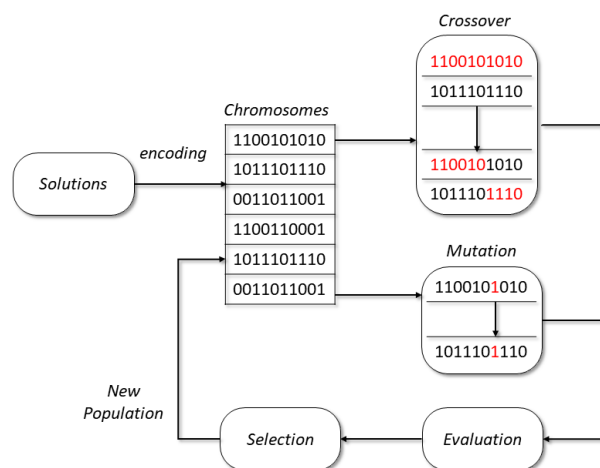 Crossover
1100101010
1011101110
1100101010
1011101110
Chromosomes
1100101010
1011101110
0011011001
1100110001
1011101110
0011011001
encoding
Solutions
Mutation
1100101010
1011101110
New
Population
Selection
Evaluation